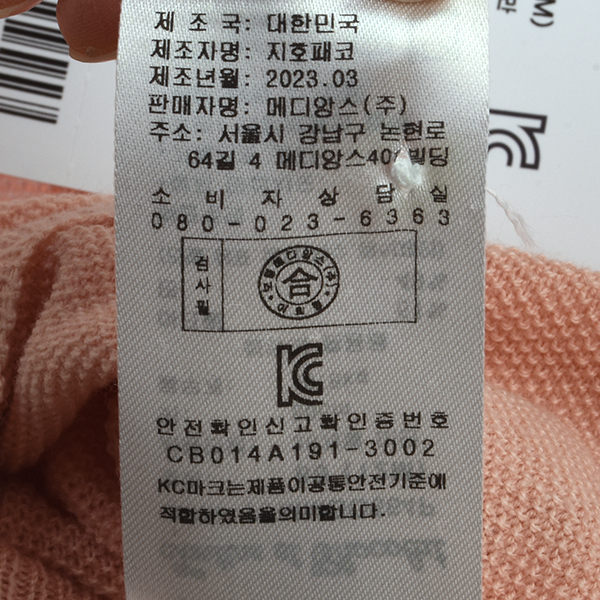 제 조 국: 대한민국
제조자명: 지호패코
제조년월: 2023.03
판매자명: 메디앙스(주)
주소: 서울시 강남구 논현로
64길 4 메디앙스 빌딩
소 비 자 상 담 실
080-023-6363
검사필
合
KC
안전확인신고확인증번호
CB014A191-3002
KC마크는제품이공통안전기준에
적합하였음을의미합니다.
M)
KC